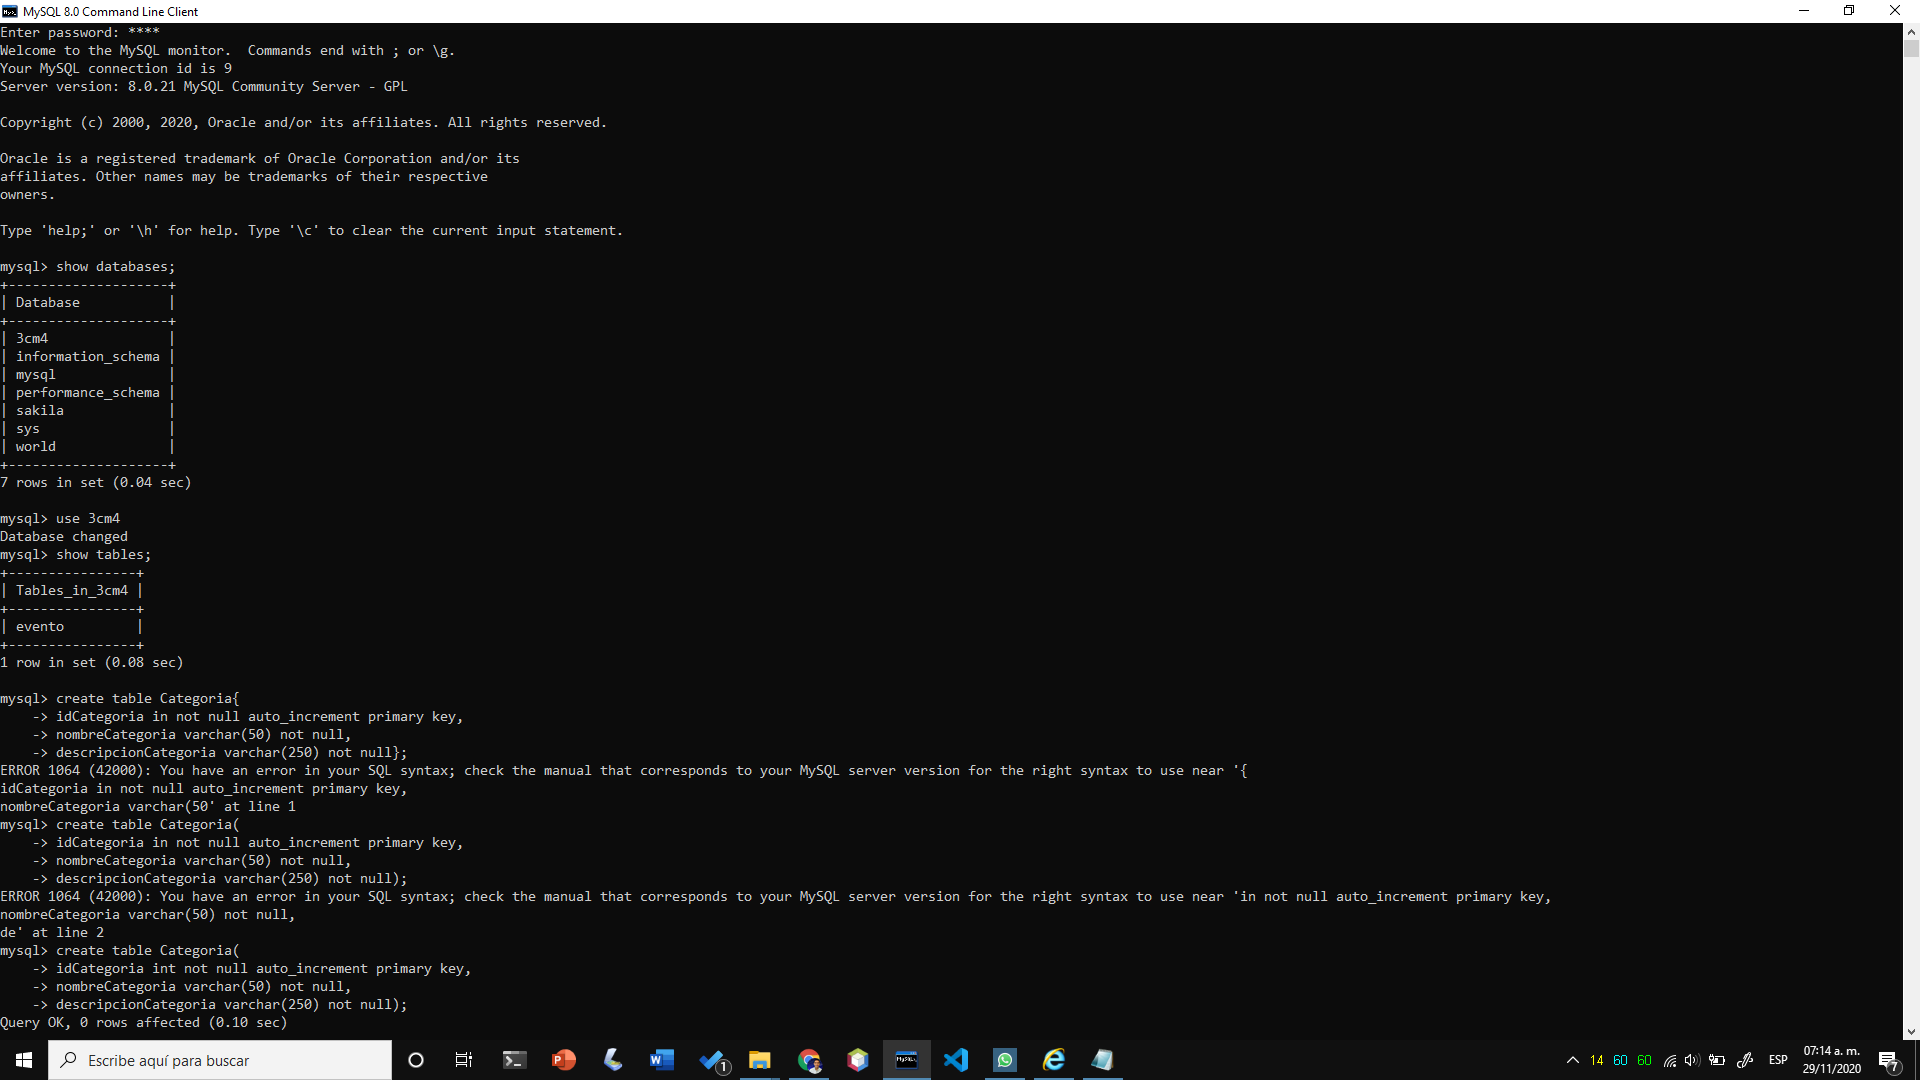 MySQL 8.0 Command Line Client
Enter password: ****
Welcome to the MySQL monitor.  Commands end with ; or \g.
Your MySQL connection id is 9
Server version: 8.0.21 MySQL Community Server - GPL
Copyright (c) 2000, 2020, Oracle and/or its affiliates. All rights reserved.
Oracle is a registered trademark of Oracle Corporation and/or its
affiliates. Other names may be trademarks of their respective
owners.
Type 'help;' or '\h' for help. Type '\c' to clear the current input statement.
mysql> show databases;
+--------------------+
| Database           |
+--------------------+
| 3cm4               |
| information_schema |
| mysql              |
| performance_schema |
| sakila             |
| sys                |
| world              |
+--------------------+
7 rows in set (0.04 sec)
mysql> use 3cm4
Database changed
mysql> show tables;
+----------------+
| Tables_in_3cm4 |
+----------------+
| evento         |
+----------------+
1 row in set (0.08 sec)
mysql> create table Categoria{
    -> idCategoria in not null auto_increment primary key,
    -> nombreCategoria varchar(50) not null,
    -> descripcionCategoria varchar(250) not null};
ERROR 1064 (42000): You have an error in your SQL syntax; check the manual that corresponds to your MySQL server version for the right syntax to use near '{
idCategoria in not null auto_increment primary key,
nombreCategoria varchar(50' at line 1
mysql> create table Categoria(
    -> idCategoria in not null auto_increment primary key,
    -> nombreCategoria varchar(50) not null,
    -> descripcionCategoria varchar(250) not null);
ERROR 1064 (42000): You have an error in your SQL syntax; check the manual that corresponds to your MySQL server version for the right syntax to use near 'in not null auto_increment primary key,
nombreCategoria varchar(50) not null,
de' at line 2
mysql> create table Categoria(
    -> idCategoria int not null auto_increment primary key,
    -> nombreCategoria varchar(50) not null,
    -> descripcionCategoria varchar(250) not null);
Query OK, 0 rows affected (0.10 sec)
Escribe aquí para buscar
1
14 60 60
ESP
07:14 a. m.
29/11/2020
7